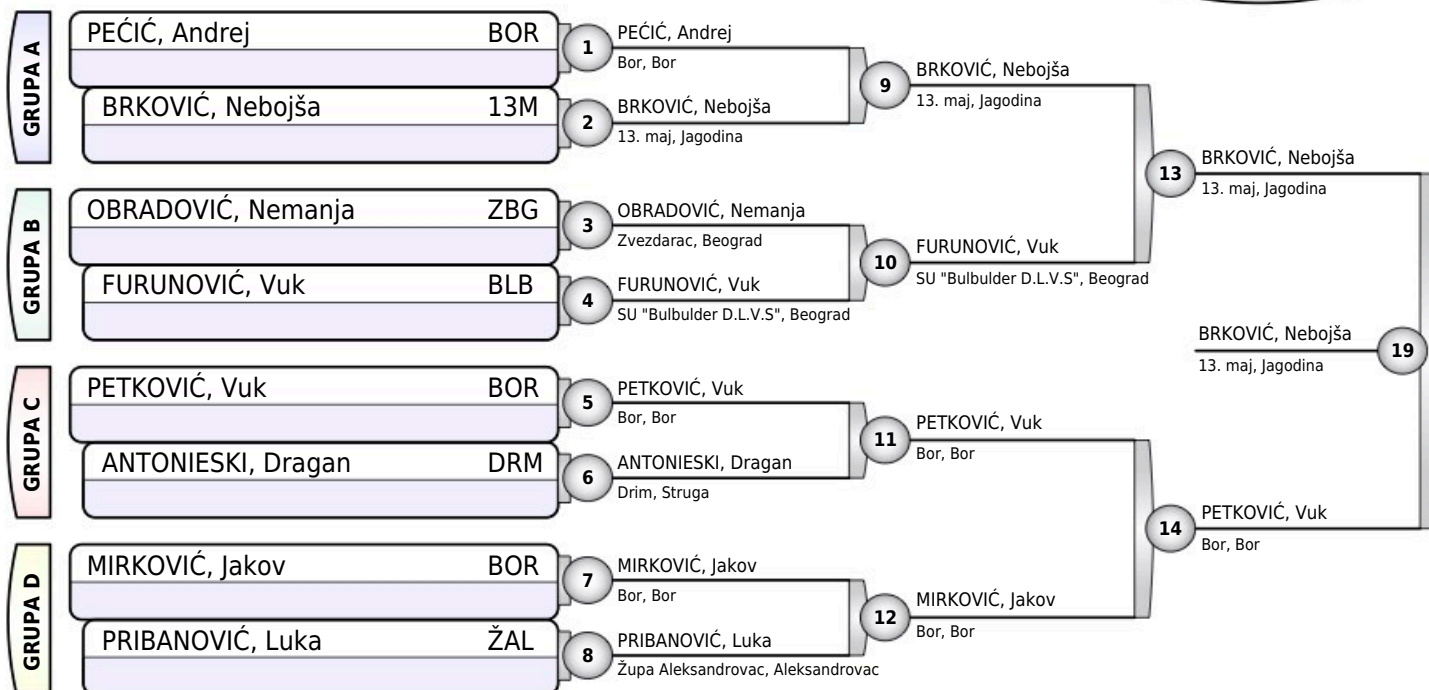 GRUPA A
PEĆIĆ, Andrej BOR
BRKOVIĆ, Nebojša 13M
1
PEĆIĆ, Andrej
Bor, Bor
2
BRKOVIĆ, Nebojša
13. maj, Jagodina
9
BRKOVIĆ, Nebojša
13. maj, Jagodina
GRUPA B
OBRADOVIĆ, Nemanja ZBG
FURUNOVIĆ, Vuk BLB
3
OBRADOVIĆ, Nemanja
Zvezdarac, Beograd
4
FURUNOVIĆ, Vuk
SU "Bulbulder D.L.V.S", Beograd
10
FURUNOVIĆ, Vuk
SU "Bulbulder D.L.V.S", Beograd
13
BRKOVIĆ, Nebojša
13. maj, Jagodina
GRUPA C
PETKOVIĆ, Vuk BOR
ANTONIESKI, Dragan DRM
5
PETKOVIĆ, Vuk
Bor, Bor
6
ANTONIESKI, Dragan
Drim, Struga
11
PETKOVIĆ, Vuk
Bor, Bor
GRUPA D
MIRKOVIĆ, Jakov BOR
PRIBANOVIĆ, Luka ŽAL
7
MIRKOVIĆ, Jakov
Bor, Bor
8
PRIBANOVIĆ, Luka
Župa Aleksandrovac, Aleksandrovac
12
MIRKOVIĆ, Jakov
Bor, Bor
14
PETKOVIĆ, Vuk
Bor, Bor
BRKOVIĆ, Nebojša
13. maj, Jagodina
19